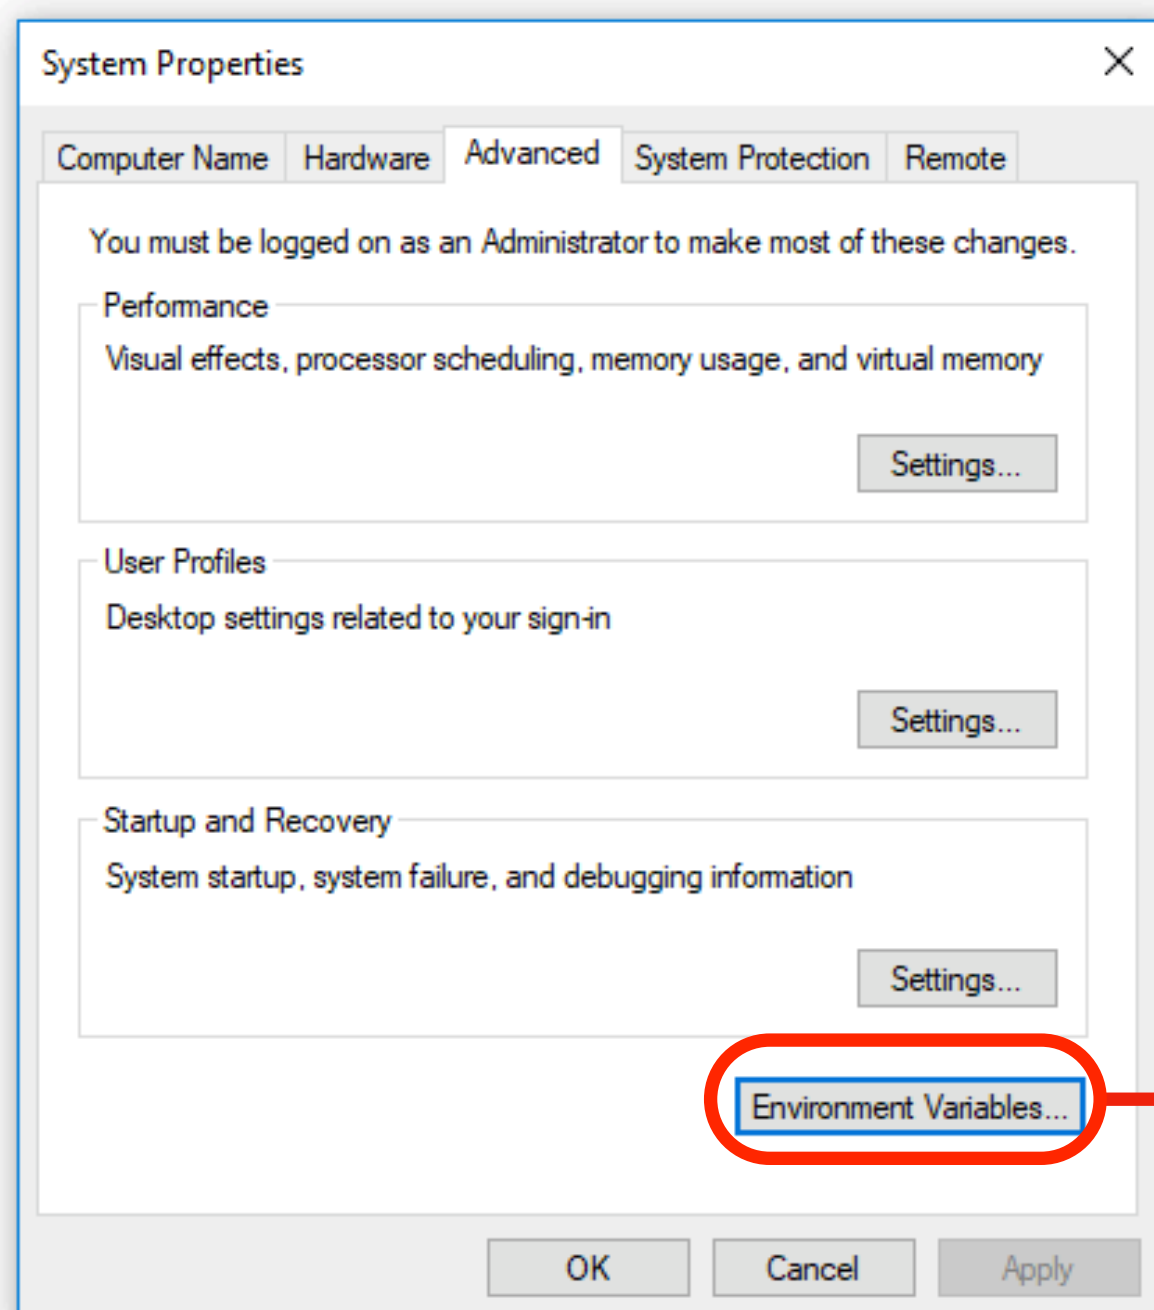 System Properties
Computer Name Hardware Advanced System Protection Remote
You must be logged on as an Administrator to make most of these changes.
Performance
Visual effects, processor scheduling, memory usage, and virtual memory
Settings...
User Profiles
Desktop settings related to your sign-in
Settings...
Startup and Recovery
System startup, system failure, and debugging information
Settings...
Environment Variables...
OK Cancel Apply